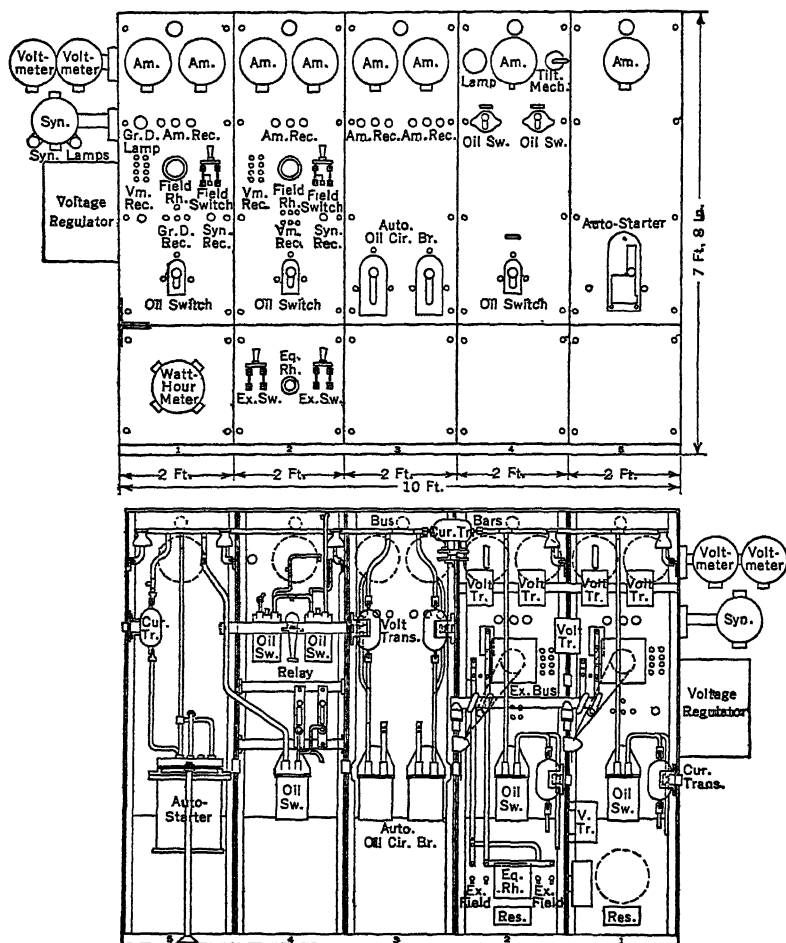 Volt-
meter
Volt-
meter
Am.
Am.
Am.
Am.
Am.
Am.
Lamp
Am.
Tilt.
Mech.
Am.
Syn.
Syn. Lamps
Gr.D.
Lamp
Am.Rec.
Am.Rec.
Am.Rec.
Am.Rec.
Oil Sw.
Oil Sw.
Voltage
Regulator
Vm.
Rec.
Field
Rh.
Field
Switch
Vm.
Rec.
Field
Rh.
Field
Switch
Gr.D.
Rec.
Syn.
Rec.
Vm.
Rec.
Syn.
Rec.
Auto.
Oil Cir. Br.
Auto-Starter
Oil Switch
Oil Switch
Oil Switch
7 Ft, 8 In.
Watt-
Hour
Meter
Eq.
Rh.
Ex.Sw.
Ex.Sw.
1
2
3
4
5
2 Ft.
2 Ft.
2 Ft.
2 Ft.
2 Ft.
10 Ft.
Bus
Cur.Tr.
Bars
Volt-
meter
Volt-
meter
Volt
Tr.
Volt
Tr.
Volt
Tr.
Volt
Tr.
Cur.
Tr.
Oil
Sw.
Oil
Sw.
Volt
Trans.
Volt
Tr.
Syn.
Relay
Ex.Bus
Voltage
Regulator
Auto-
Starter
Oil
Sw.
Auto.
Oil Cir. Br.
Oil
Sw.
Oil
Sw.
Cur.
Trans.
V.
Tr.
Ex.
Field
Eq.
Rh.
Ex.
Field
Res.
Res.
5
4
3
2
1